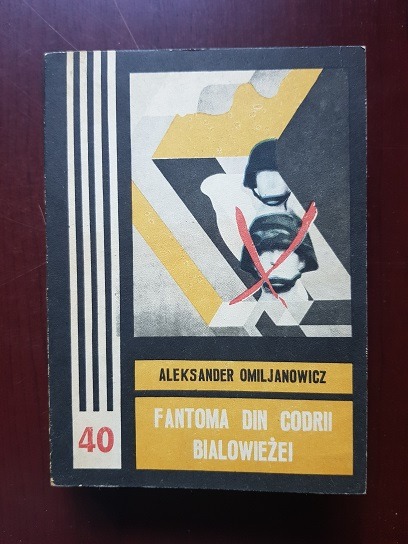 ALEKSANDER OMILJANOWICZ
FANTOMA DIN CODRII
BIALOWIEŻEI
40